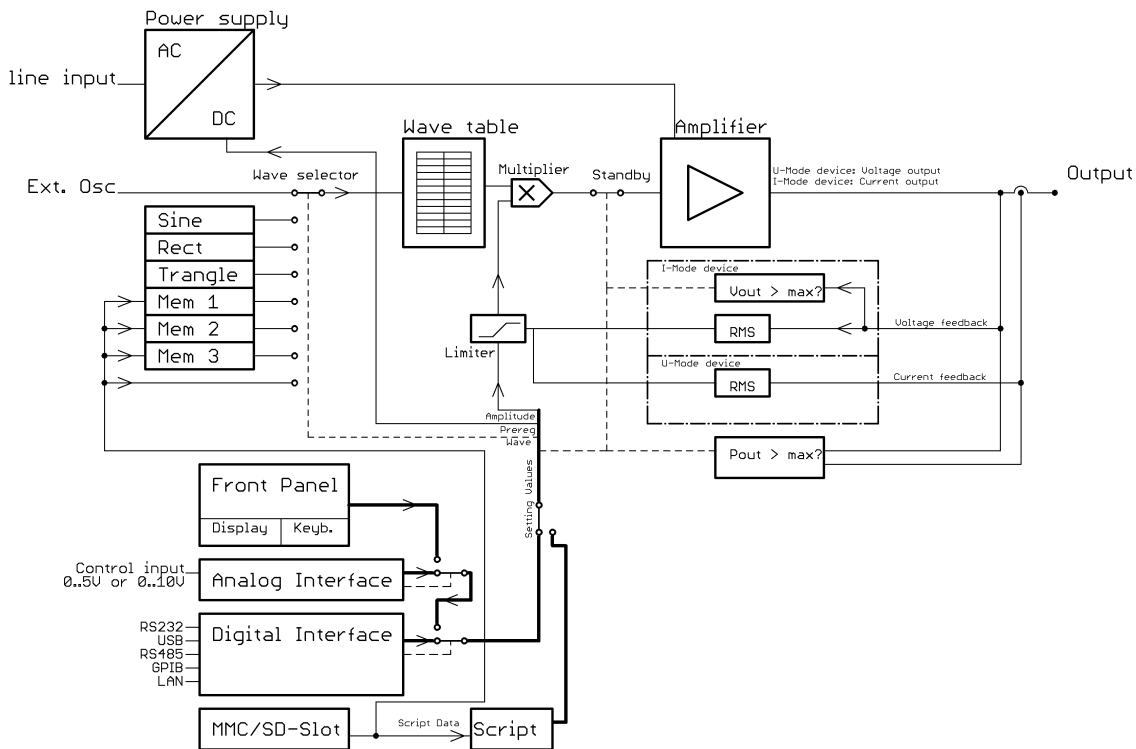 Power supply
AC
DC
line input
Wave table
Amplifier
Multiplier
Wave selector
Standby
U-Mode device: Voltage output
I-Mode device: Current output
Output
Ext. Osc
Sine
Rect
Trangle
Mem 1
Mem 2
Mem 3
I-Mode device
Vout > max?
RMS
Voltage feedback
Limiter
U-Mode device
RMS
Current feedback
Amplitude
Prereg
Wave
Pout > max?
Setting Values
Front Panel
Display
Keyb.
Control input
0..5V or 0..10V
Analog Interface
Digital Interface
RS232
USB
RS485
GPIB
LAN
MMC/SD-Slot
Script Data
Script